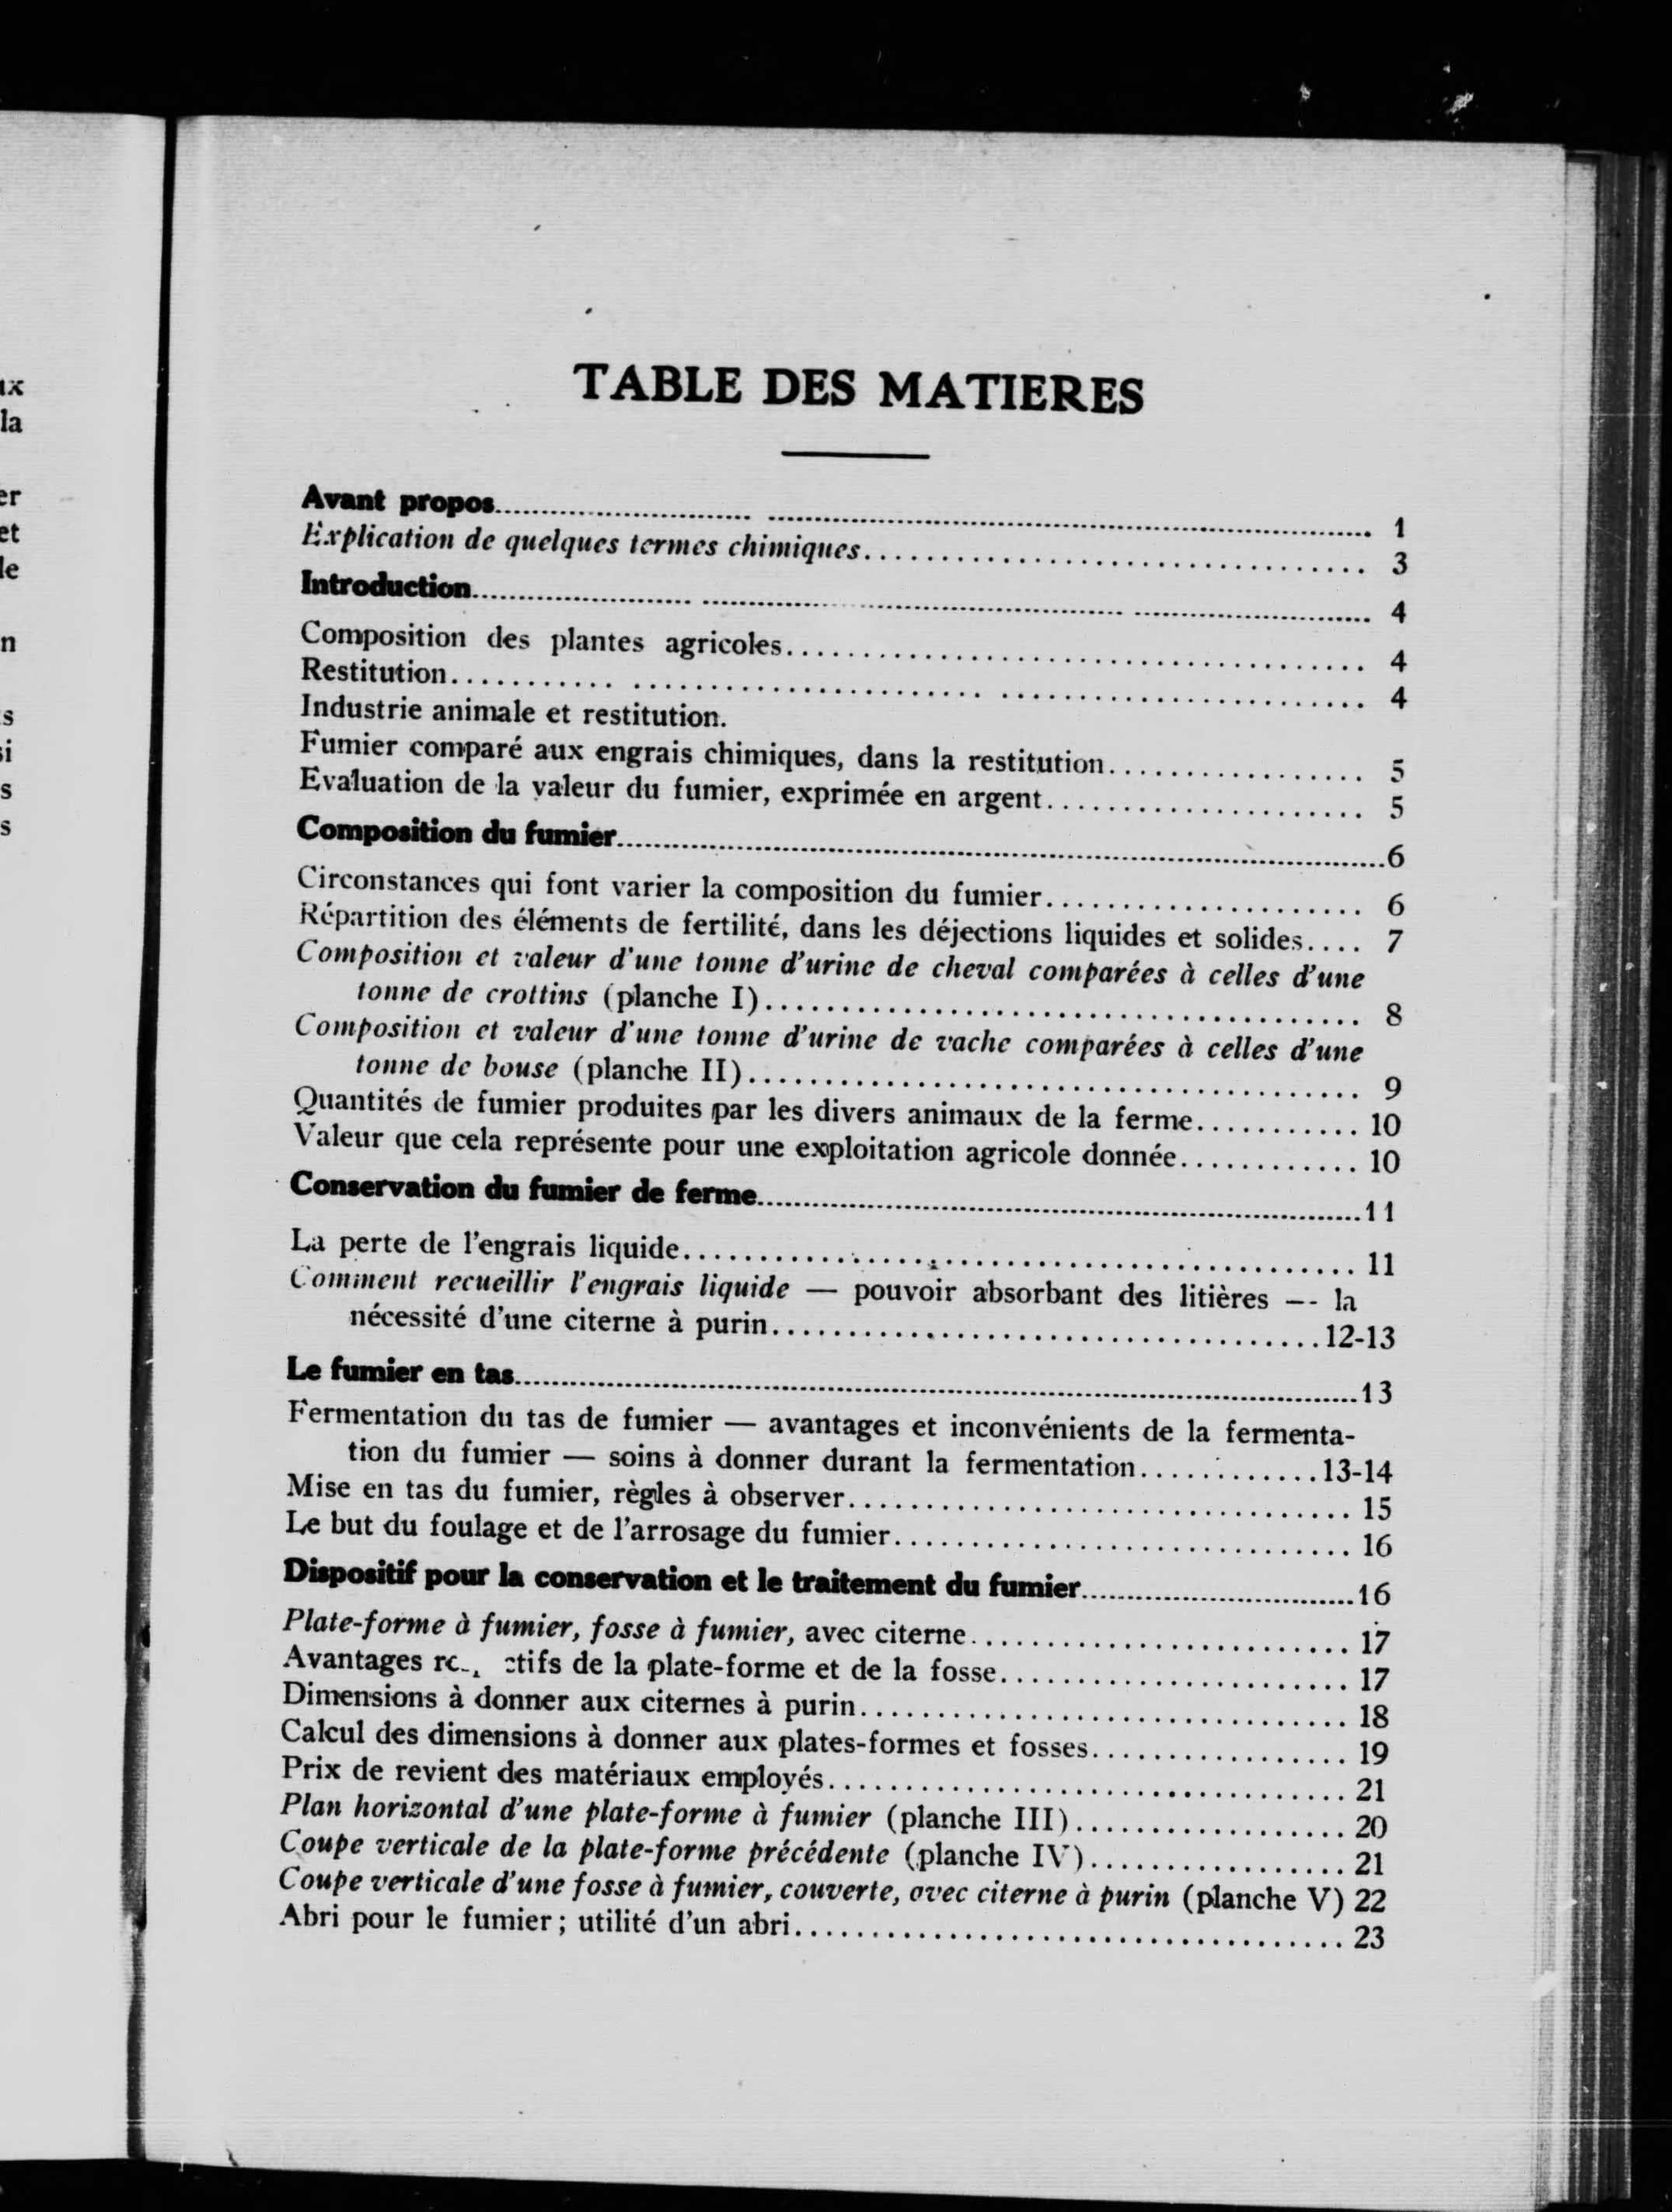 TABLE DES MATIERES
Avant propos.................... .................... 1
Explication de quelques termes chimiques.................... 3
Introduction.................... .................... .................... 4
Composition des plantes agricoles.................... 4
Restitution........... .................... .................... 4
Industrie animale et restitution.
Fumier comparé aux engrais chimiques, dans la restitution.................... 5
Evaluation de la valeur du fumier, exprimée en argent.................... 5
Composition du fumier....................6
Circonstances qui font varier la composition du fumier.................... 6
Répartition des éléments de fertilité, dans les déjections liquides et solides.... 7
Composition et valeur d'une tonne d'urine de cheval comparées à celles d'une
tonne de crottins (planche I).................... 8
Composition et valeur d'une tonne d'urine de vache comparées à celles d'une
tonne de bouse (planche II).................... 9
Quantités de fumier produites par les divers animaux de la ferme........... 10
Valeur que cela représente pour une exploitation agricole donnée............ 10
Conservation du fumier de ferme....................11
La perte de l'engrais liquide.................... 11
Comment recueillir l'engrais liquide — pouvoir absorbant des litières -- la
nécessité d'une citerne à purin....................12-13
Le fumier en tas....................13
Fermentation du tas de fumier — avantages et inconvénients de la fermenta-
tion du fumier — soins à donner durant la fermentation............13-14
Mise en tas du fumier, règles à observer.................... 15
Le but du foulage et de l'arrosage du fumier.................... 16
Dispositif pour la conservation et le traitement du fumier....................16
Plate-forme à fumier, fosse à fumier, avec citerne.................... 17
Avantages ctifs de la plate-forme et de la fosse.................... 17
Dimensions à donner aux citernes à purin.................... 18
Calcul des dimensions à donner aux plates-formes et fosses................. 19
Prix de revient des matériaux employés.................... 21
Plan horizontal d'une plate-forme à fumier (planche III).................. 20
Coupe verticale de la plate-forme précédente (planche IV)................. 21
Coupe verticale d'une fosse à fumier, couverte, avec citerne à purin (planche V) 22
Abri pour le fumier; utilité d'un abri.................... 23
ux
la
er
et
le
n
s
si
s
s